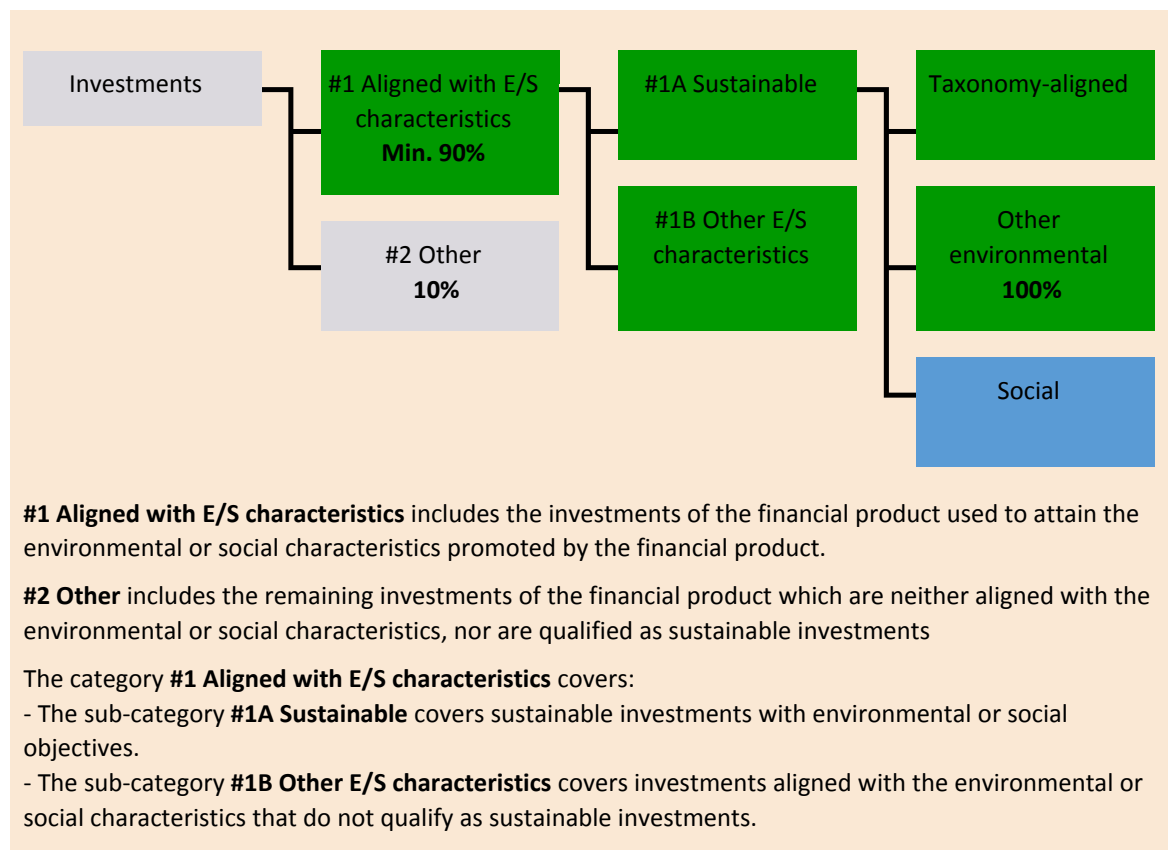 Investments
#1 Aligned with E/S
characteristics
Min. 90%
#2 Other
10%
#1A Sustainable
#1B Other E/S
characteristics
Taxonomy-aligned
Other
environmental
100%
Social
#1 Aligned with E/S characteristics includes the investments of the financial product used to attain the
environmental or social characteristics promoted by the financial product.
#2 Other includes the remaining investments of the financial product which are neither aligned with the
environmental or social characteristics, nor are qualified as sustainable investments
The category #1 Aligned with E/S characteristics covers:
- The sub-category #1A Sustainable covers sustainable investments with environmental or social
objectives.
- The sub-category #1B Other E/S characteristics covers investments aligned with the environmental or
social characteristics that do not qualify as sustainable investments.